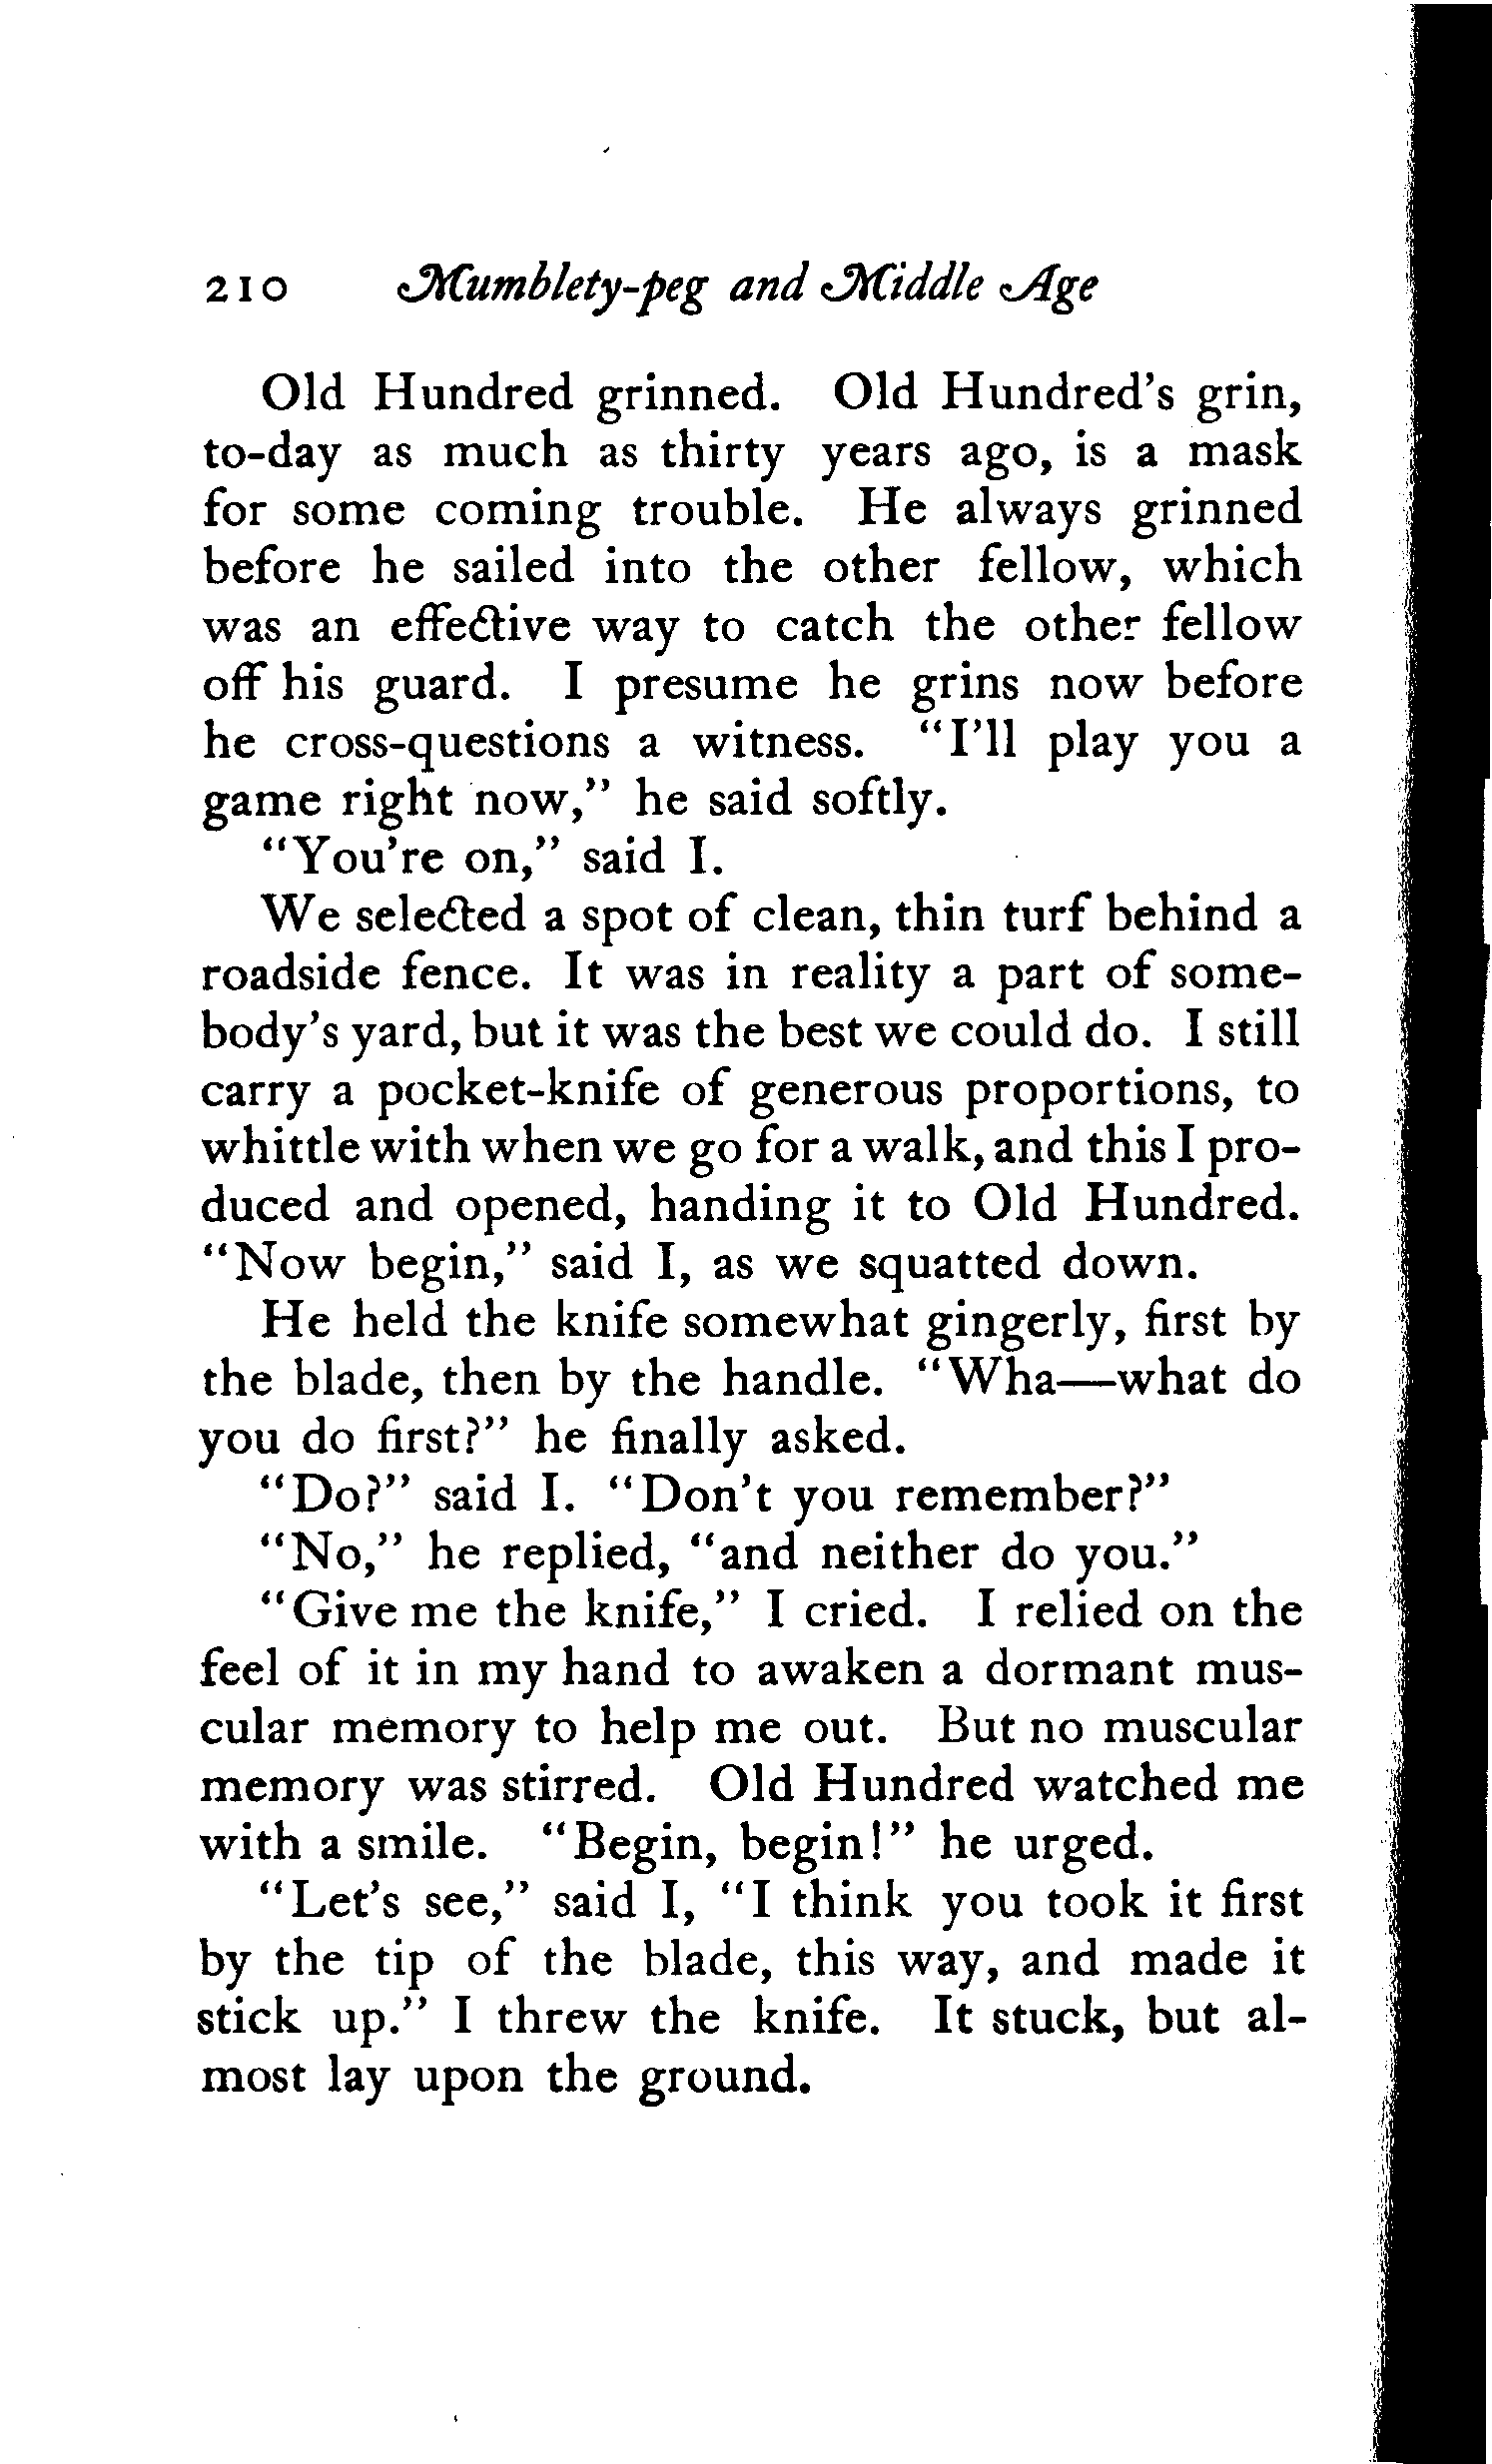 210 Mumblety-peg and Middle Age
Old Hundred grinned. Old Hundred's grin,
to-day as much as thirty years ago, is a mask
for some coming trouble. He always grinned
before he sailed into the other fellow, which
was an effective way to catch the other fellow
off his guard. I presume he grins now before
he cross-questions a witness. "I'll play you a
game right now," he said softly.
"You're on," said I.
We selected a spot of clean, thin turf behind a
roadside fence. It was in reality a part of some-
body's yard, but it was the best we could do. I still
carry a pocket-knife of generous proportions, to
whittle with when we go for a walk, and this I pro-
duced and opened, handing it to Old Hundred.
"Now begin," said I, as we squatted down.
He held the knife somewhat gingerly, first by
the blade, then by the handle. "Wha—what do
you do first?" he finally asked.
"Do?" said I. "Don't you remember?"
"No," he replied, "and neither do you."
"Give me the knife," I cried. I relied on the
feel of it in my hand to awaken a dormant mus-
cular memory to help me out. But no muscular
memory was stirred. Old Hundred watched me
with a smile. "Begin, begin!" he urged.
"Let's see," said I, "I think you took it first
by the tip of the blade, this way, and made it
stick up." I threw the knife. It stuck, but al-
most lay upon the ground.